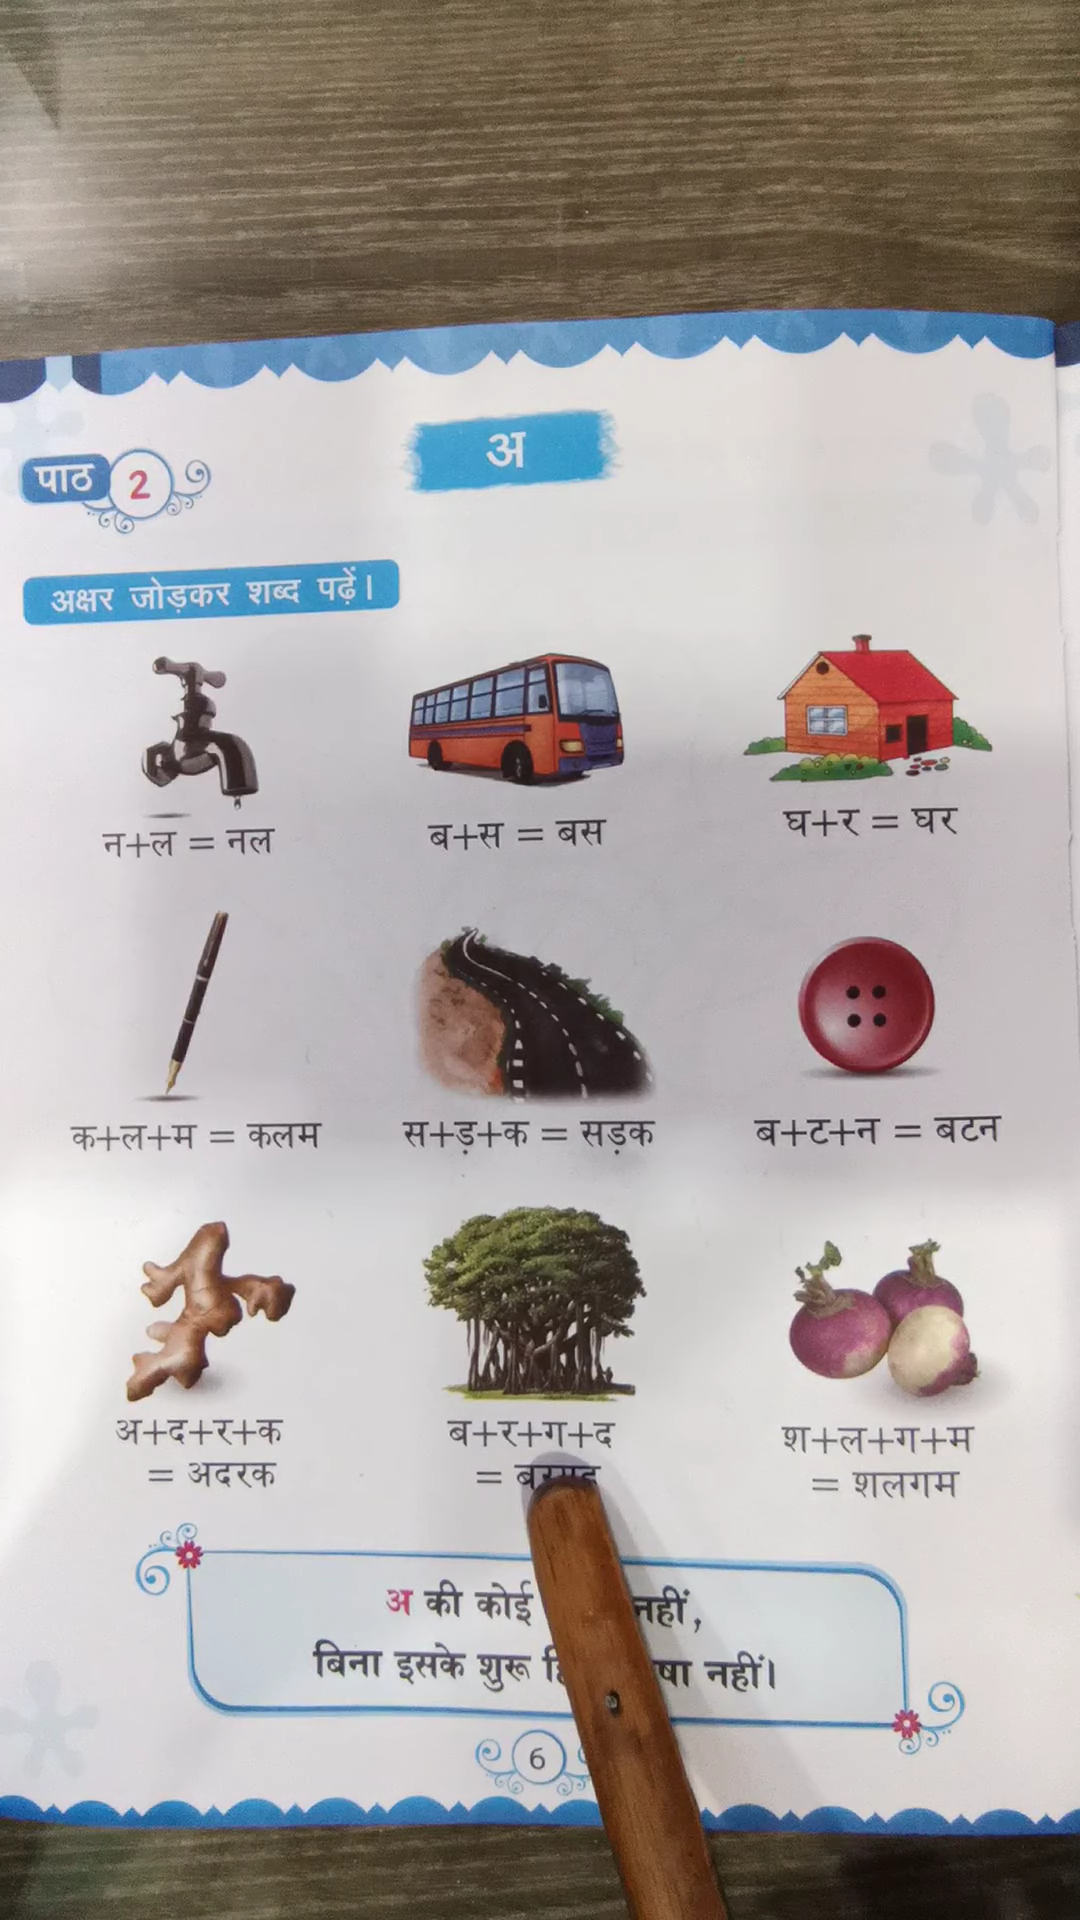 पाठ 2
अ
अक्षर जोड़कर शब्द पढ़ें।
न+ल = नल
ब+स = बस
घ+र = घर
क+ल+म = कलम
स+ड़+क = सड़क
ब+ट+न = बटन
अ+द+र+क
= अदरक
ब+र+ग+द
=
श+ल+ग+म
= शलगम
अ की कोई नहीं,
बिना इसके शुरू नहीं।
6